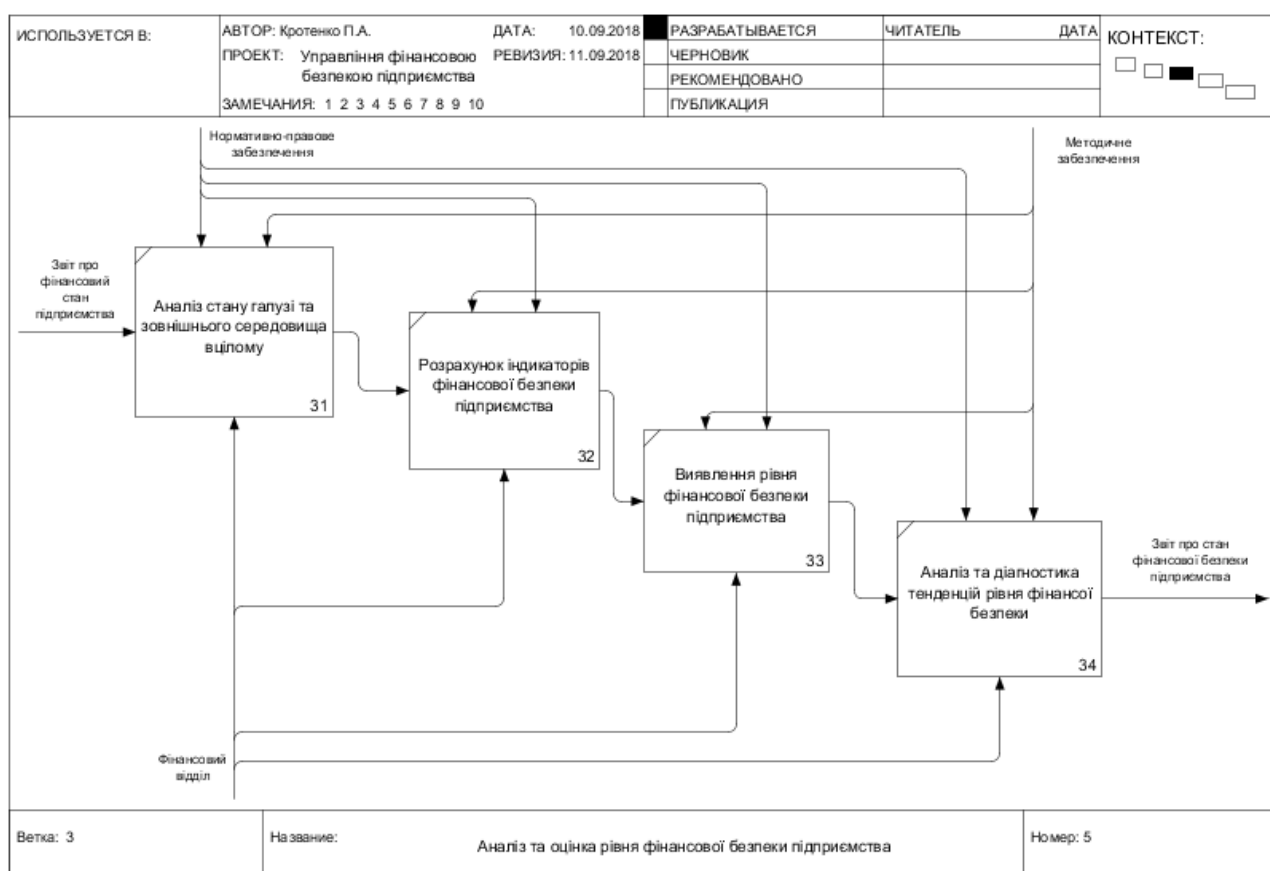 ИСПОЛЬЗУЕТСЯ В:
АВТОР: Кротенко П.А.
ДАТА: 10.09.2018
ПРОЕКТ: Управління фінансовою
безпекою підприємства
РЕВИЗИЯ: 11.09.2018
ЗАМЕЧАНИЯ: 1 2 3 4 5 6 7 8 9 10
РАЗРАБАТЫВАЕТСЯ
ЧЕРНОВИК
РЕКОМЕНДОВАНО
ПУБЛИКАЦИЯ
ЧИТАТЕЛЬ
ДАТА
КОНТЕКСТ:
Нормативно-правове
забезпечення
Методичне
забезпечення
Звіт про
фінансовий
стан
підприємства
Аналіз стану галузі та
зовнішнього середовища
вцілому
31
Розрахунок індикаторів
фінансової безпеки
підприємства
32
Виявлення рівня
фінансової безпеки
підприємства
33
Аналіз та діагностика
тенденцій рівня фінансої
безпеки
34
Звіт про стан
фінансової безпеки
підприємства
Фінансовий
відділ
Ветка: 3
Название:
Аналіз та оцінка рівня фінансової безпеки підприємства
Номер: 5